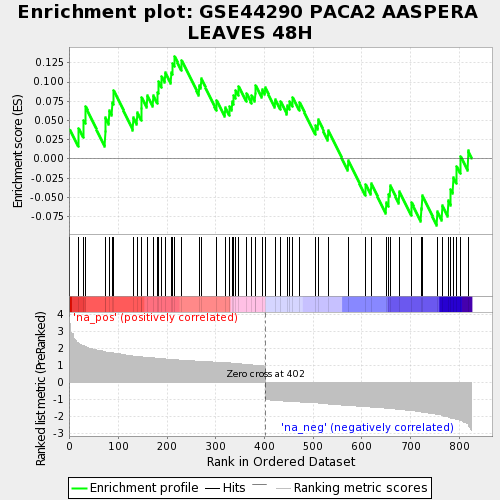 Enrichment plot: GSE44290 PACA2 AASPERA
LEAVES 48H
Enrichment score (ES)
0.125
0.100
0.075
0.050
0.025
0.000
-0.025
-0.050
-0.075
'na_pos' (positively correlated)
Ranked list metric (PreRanked)
4
3
2
1
0
-1
-2
-3
Zero cross at 402
'na_neg' (negatively correlated)
0 100 200 300 400 500 600 700 800
Rank in Ordered Dataset
Enrichment profile Hits Ranking metric scores